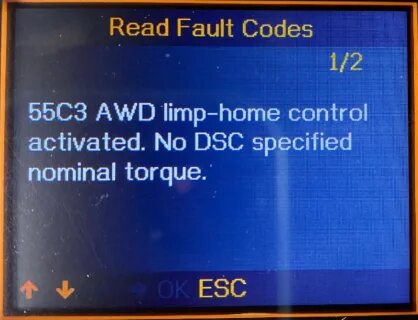 Read Fault Codes
1/2
55C3 AWD limp-home control
activated. No DSC specified
nominal torque.
OK ESC